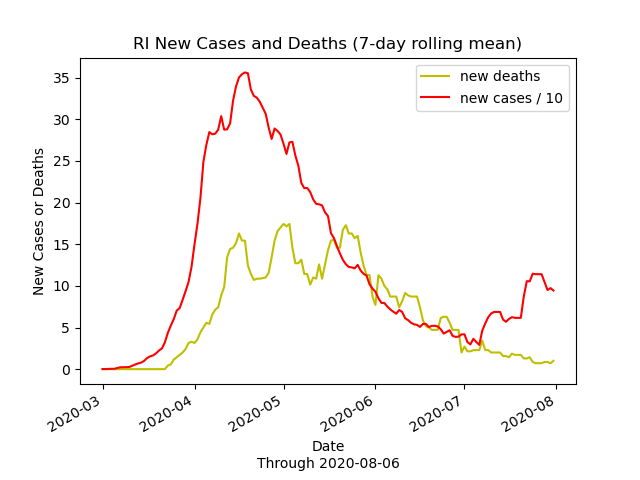 RI New Cases and Deaths (7-day rolling mean)
new deaths
new cases / 10
35
30
25
20
15
10
5
0
New Cases or Deaths
2020-03
2020-04
2020-05
2020-06
2020-07
2020-08
Date
Through 2020-08-06